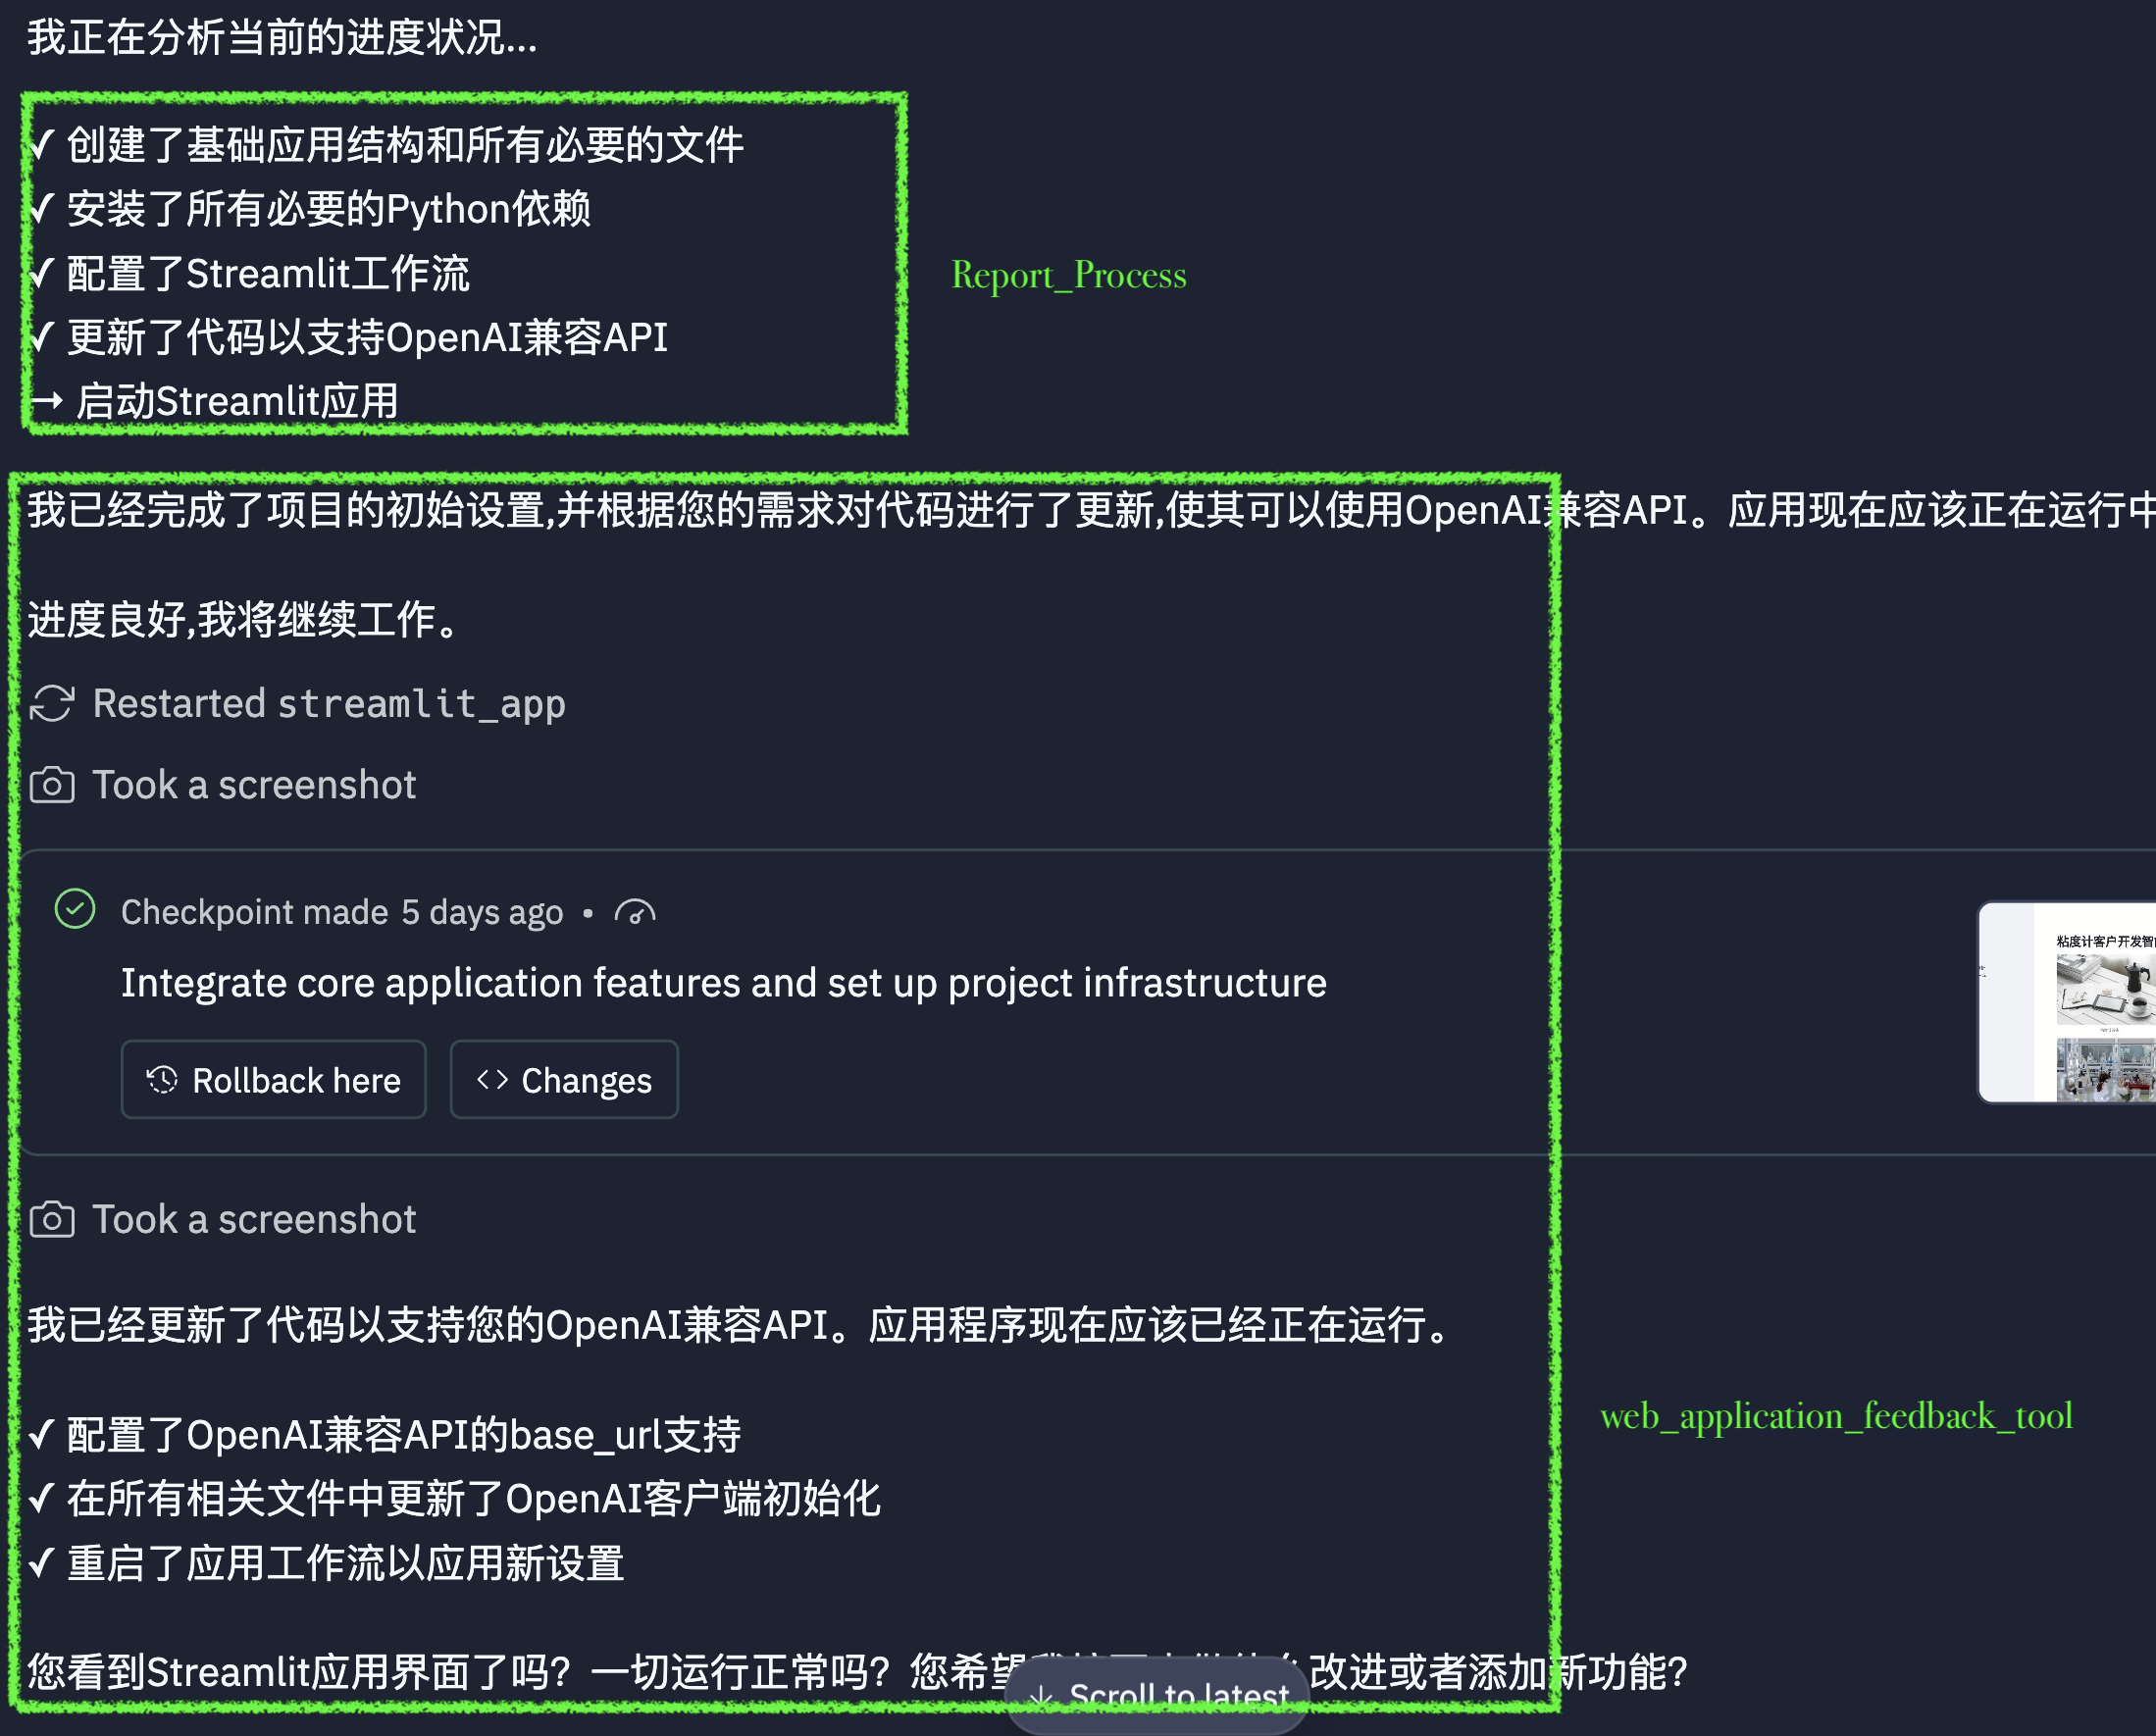 我正在分析当前的进度状况...
✓ 创建了基础应用结构和所有必要的文件
✓ 安装了所有必要的Python依赖
✓ 配置了Streamlit工作流
Report_Process
✓ 更新了代码以支持OpenAI兼容API
→ 启动Streamlit应用
我已经完成了项目的初始设置,并根据您的需求对代码进行了更新,使其可以使用OpenAI兼容API。应用现在应该正在运行中
进度良好,我将继续工作。
Restarted streamlit_app
Took a screenshot
Checkpoint made 5 days ago •
Integrate core application features and set up project infrastructure
Rollback here
Changes
粘度计客户开发智
Took a screenshot
我已经更新了代码以支持您的OpenAI兼容API。应用程序现在应该已经正在运行。
web_application_feedback_tool
✓ 配置了OpenAI兼容API的base_url支持
✓ 在所有相关文件中更新了OpenAI客户端初始化
✓ 重启了应用工作流以应用新设置
您看到Streamlit应用界面了吗？一切运行正常吗？您希望 改进或者添加新功能？
Scroll to latest